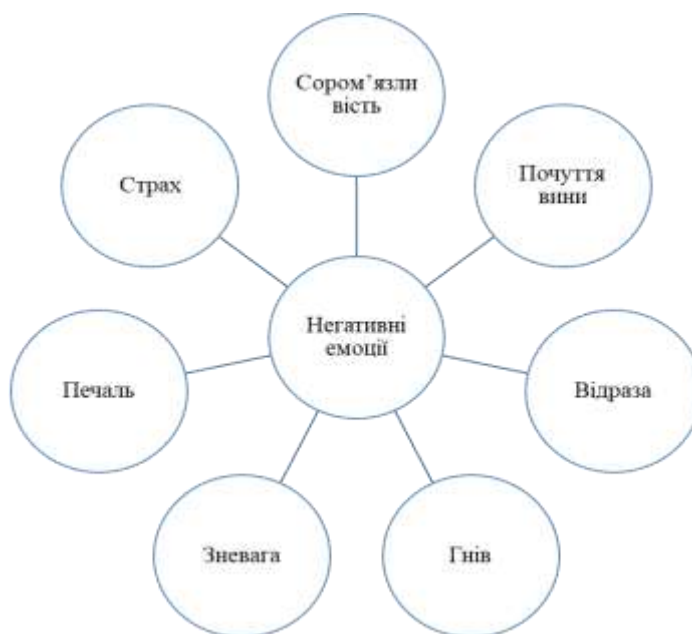 Сором’язли
вість
Почуття
вини
Страх
Негативні
емоції
Печаль
Відраза
Зневага
Гнів